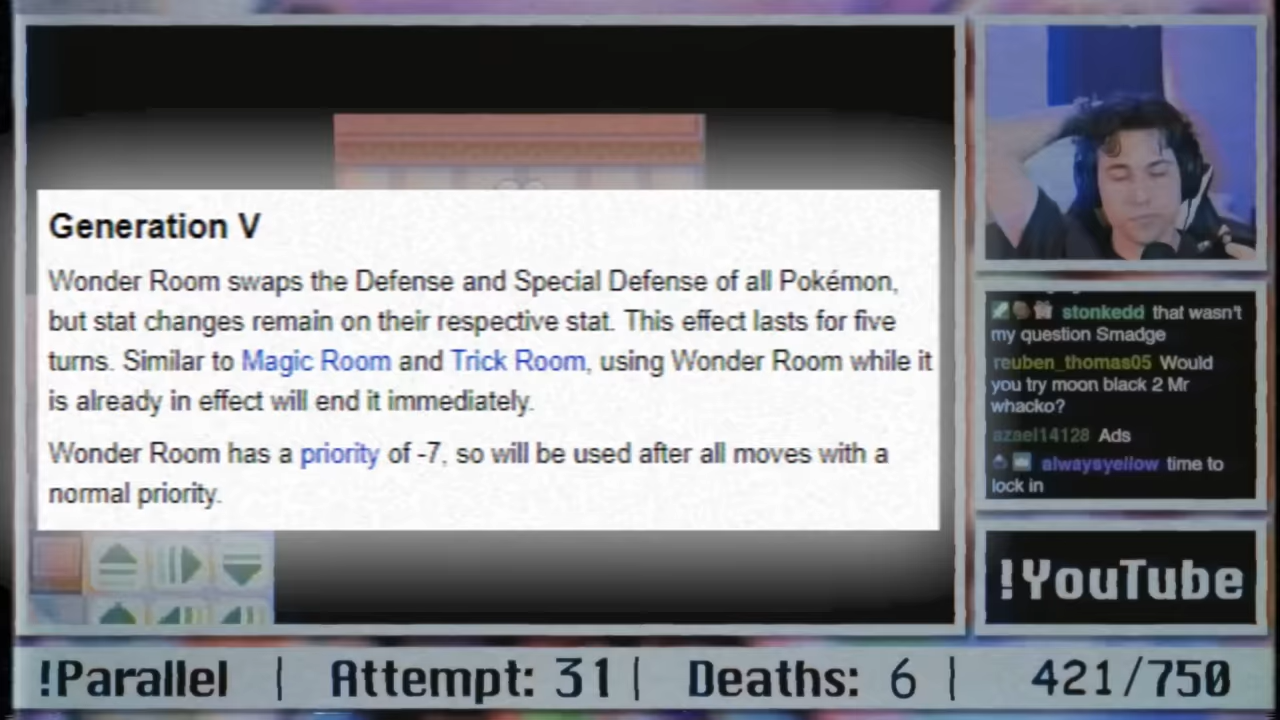 Generation V
Wonder Room swaps the Defense and Special Defense of all Pokémon,
but stat changes remain on their respective stat. This effect lasts for five
turns. Similar to Magic Room and Trick Room, using Wonder Room while it
is already in effect will end it immediately.
Wonder Room has a priority of -7, so will be used after all moves with a
normal priority.
stonkedd that wasn't
my question Smadge
reuben_thomas05 Would
you try moon black 2 Mr
whacko?
azael14128 Ads
alwaysyellow time to
lock in
!YouTube
!Parallel | Attempt: 31 | Deaths: 6 | 421/750